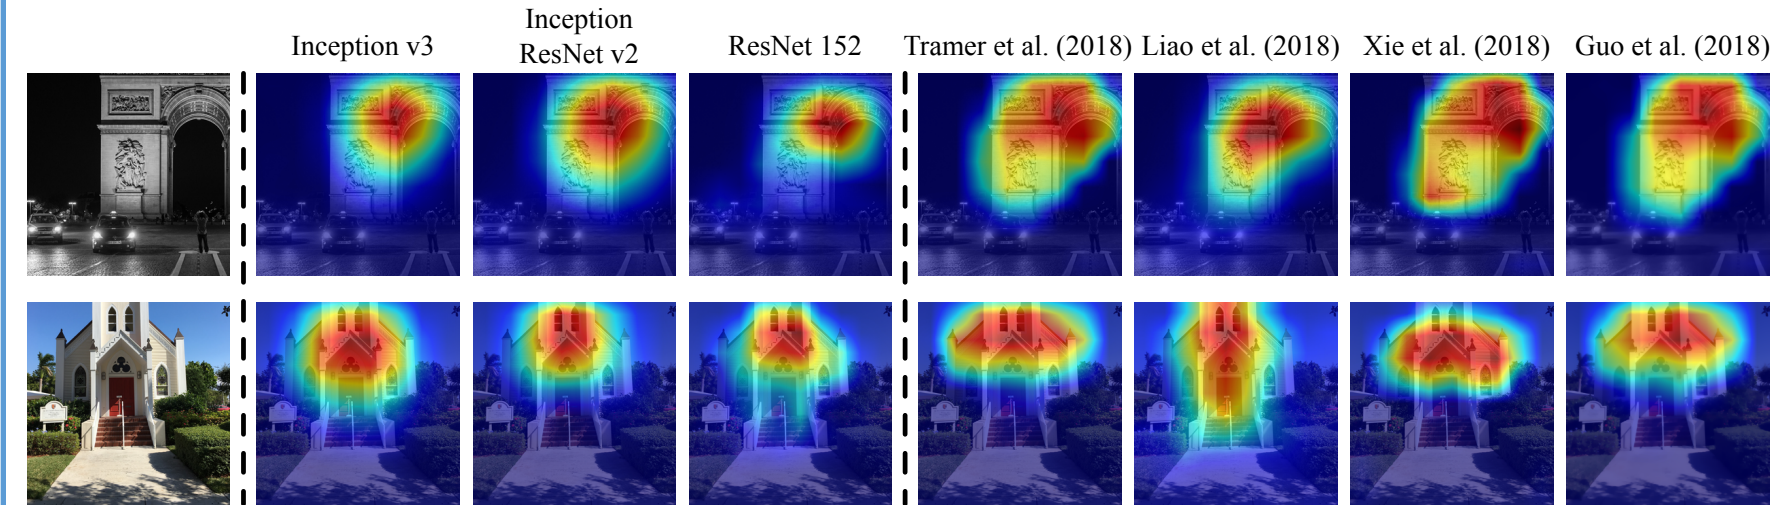 Inception v3
Inception
ResNet v2
ResNet 152
Tramer et al. (2018)
Liao et al. (2018)
Xie et al. (2018)
Guo et al. (2018)